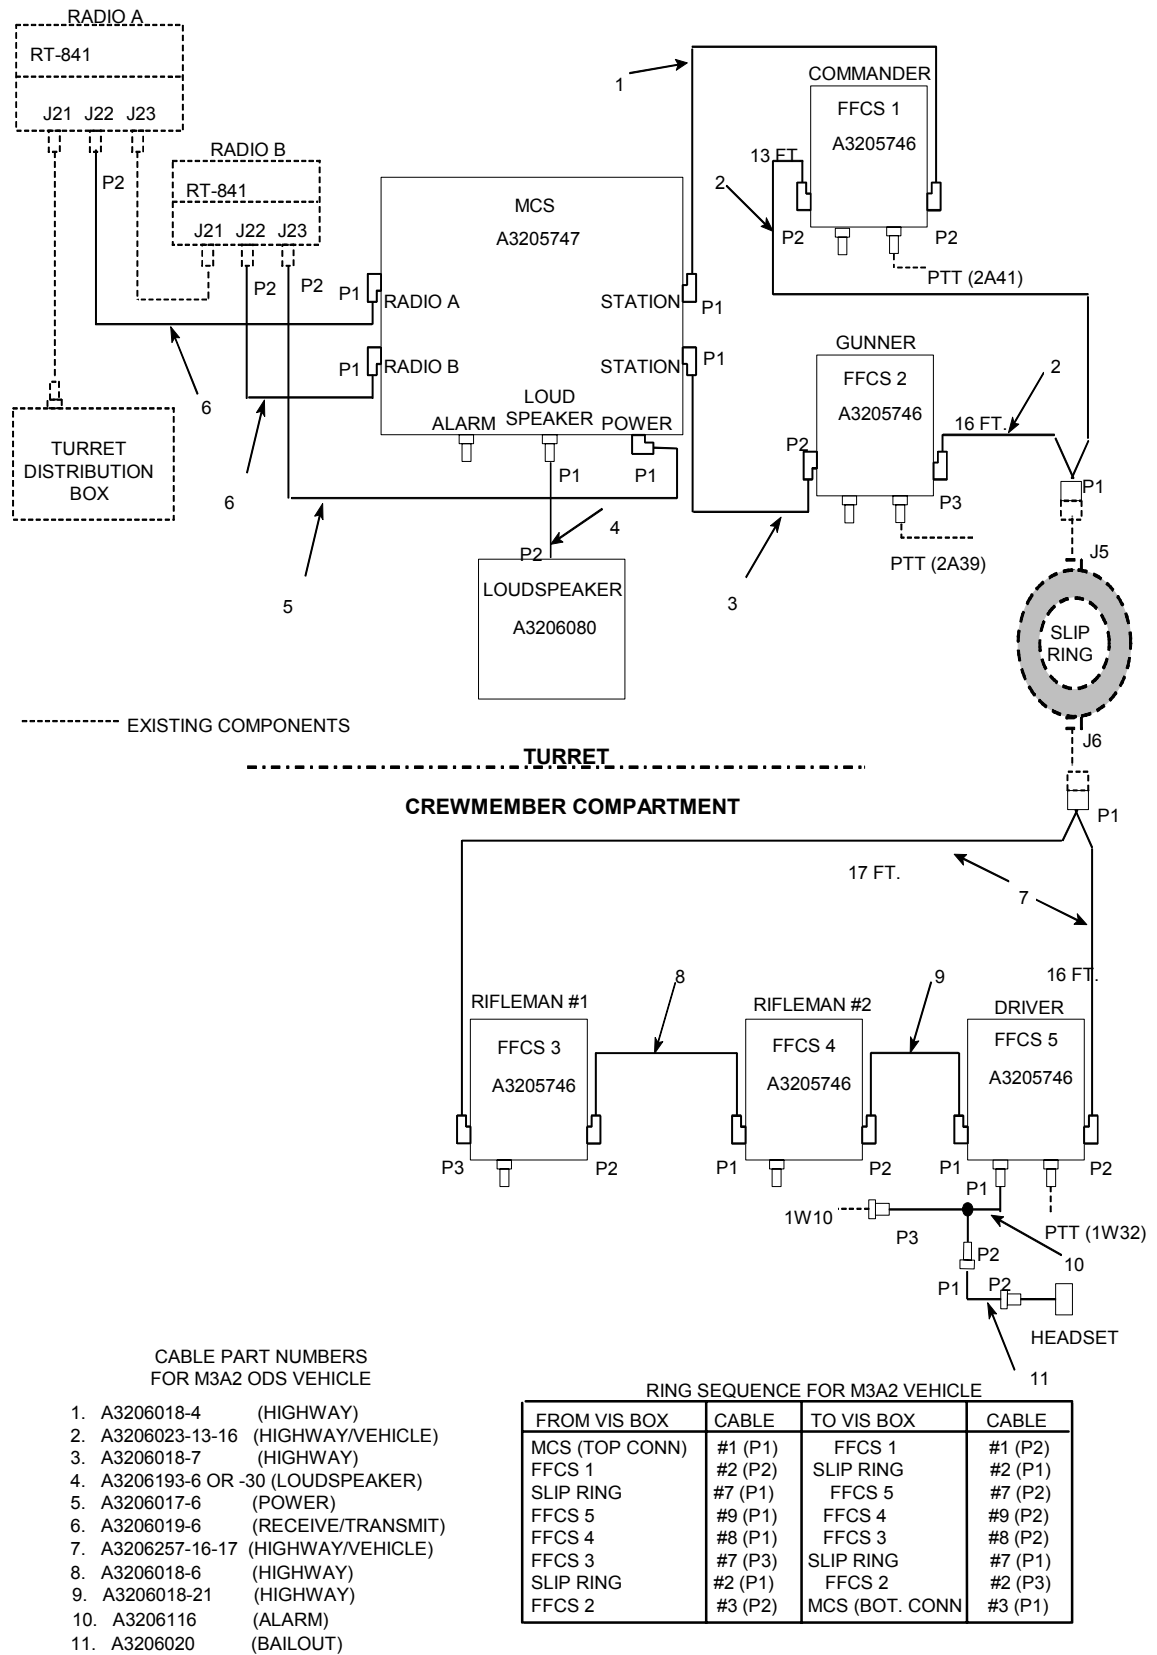 RADIO A
RT-841
J21 J22 J23
P2
RADIO B
RT-841
J21 J22 J23
P2 P2
TURRET
DISTRIBUTION
BOX
6
6
5
MCS
A3205747
P1 RADIO A
STATION P1
P1 RADIO B
STATION P1
LOUD
SPEAKER
ALARM
POWER
P1
P1
4
P2
LOUDSPEAKER
A3206080
1
COMMANDER
FFCS 1
A3205746
13 FT
2
P2
P2
PTT (2A41)
GUNNER
FFCS 2
A3205746
2
16 FT.
P2
P3
P1
PTT (2A39)
3
J5
SLIP
RING
J6
P1
EXISTING COMPONENTS
TURRET
CREWMEMBER COMPARTMENT
17 FT.
7
16 FT.
8
9
RIFLEMAN #1
FFCS 3
A3205746
P3
P2
RIFLEMAN #2
FFCS 4
A3205746
P1
P2
DRIVER
FFCS 5
A3205746
P1
P2
P1
1W10
P3
PTT (1W32)
P2
10
P1
P2
HEADSET
11
CABLE PART NUMBERS
FOR M3A2 ODS VEHICLE
1. A3206018-4 (HIGHWAY)
2. A3206023-13-16 (HIGHWAY/VEHICLE)
3. A3206018-7 (HIGHWAY)
4. A3206193-6 OR -30 (LOUDSPEAKER)
5. A3206017-6 (POWER)
6. A3206019-6 (RECEIVE/TRANSMIT)
7. A3206257-16-17 (HIGHWAY/VEHICLE)
8. A3206018-6 (HIGHWAY)
9. A3206018-21 (HIGHWAY)
10. A3206116 (ALARM)
11. A3206020 (BAILOUT)
RING SEQUENCE FOR M3A2 VEHICLE
FROM VIS BOX CABLE TO VIS BOX CABLE
MCS (TOP CONN) #1 (P1) FFCS 1 #1 (P2)
FFCS 1 #2 (P2) SLIP RING #2 (P1)
SLIP RING #7 (P1) FFCS 5 #7 (P2)
FFCS 5 #9 (P1) FFCS 4 #9 (P2)
FFCS 4 #8 (P1) FFCS 3 #8 (P2)
FFCS 3 #7 (P3) SLIP RING #7 (P1)
SLIP RING #2 (P1) FFCS 2 #2 (P3)
FFCS 2 #3 (P2) MCS (BOT. CONN #3 (P1)